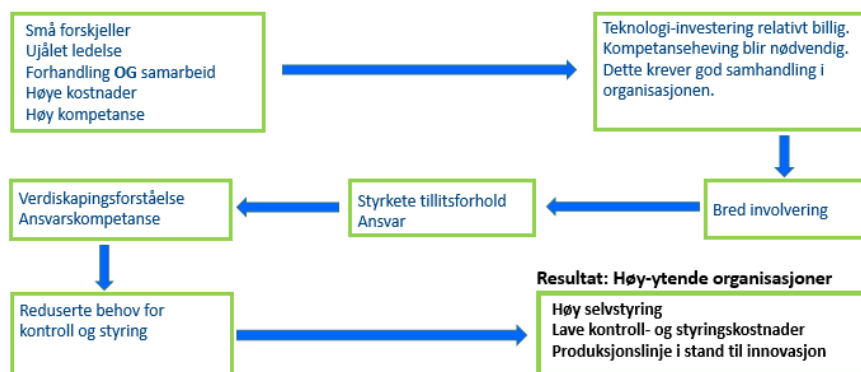 Små forskjeller
Ujålet ledelse
Forhandling OG samarbeid
Høye kostnader
Høy kompetanse
Teknologi-investering relativt billig.
Kompetanseheving blir nødvendig.
Dette krever god samhandling i
organisasjonen.
Bred involvering
Styrkete tillitsforhold
Ansvar
Verdiskapingsforståelse
Ansvarskompetanse
Reduserte behov for
kontroll og styring
Resultat: Høy-ytende organisasjoner
Høy selvstyring
Lave kontroll- og styringskostnader
Produksjonslinje i stand til innovasjon